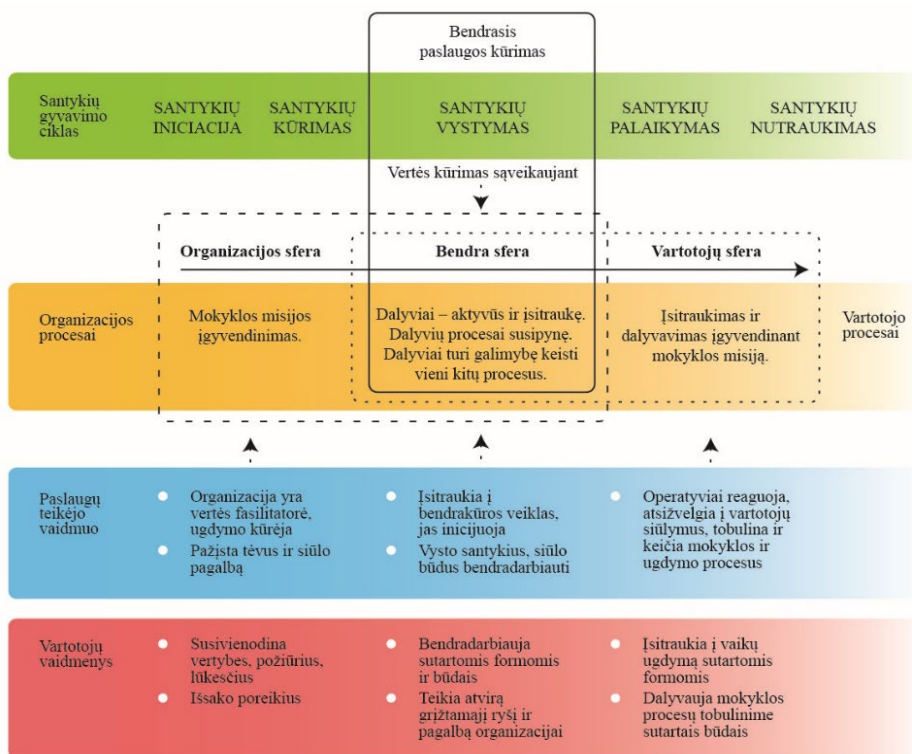 Bendrasis
paslaugos kūrimas
Santykių
gyvavimo
ciklas
SANTYKIŲ
INICIACIJA
SANTYKIŲ
KŪRIMAS
SANTYKIŲ
VYSTYMAS
SANTYKIŲ
PALAIKYMAS
SANTYKIŲ
NUTRAUKIMAS
Vertės kūrimas sąveikaujant
Organizacijos sfera
Bendra sfera
Vartotojų sfera
Organizacijos
procesai
Mokyklos misijos
įgyvendinimas.
Dalyviai – aktyvūs ir įsitraukę.
Dalyvių procesai susipynę.
Dalyviai turi galimybę keisti
vieni kitų procesus.
Įsitraukimas ir
dalyvavimas įgyvendinant
mokyklos misiją.
Vartotojo
procesai
Paslaugų
teikėjo
vaidmuo
Organizacija yra
vertės fasilitatorė,
ugdymo kūrėja
Pažįsta tėvus ir siūlo
pagalbą
Įsitraukia į
bendrakūros veiklas,
jas inicijuoja
Vysto santykius, siūlo
būdus bendradarbiauti
Operatyviai reaguoja,
atsižvelgia į vartotojų
siūlymus, tobulina ir
keičia mokyklos ir
ugdymo procesus
Vartotojų
vaidmenys
Susivienodina
vertybes, požiūrius,
lūkesčius
Išsako poreikius
Bendradarbiauja
sutartomis formomis
ir būdais
Teikia atvirą
grįžtamąjį ryšį ir
pagalbą organizacijai
Įsitraukia į vaikų
ugdymą sutartomis
formomis
Dalyvauja mokyklos
procesų tobulinime
sutartais būdais